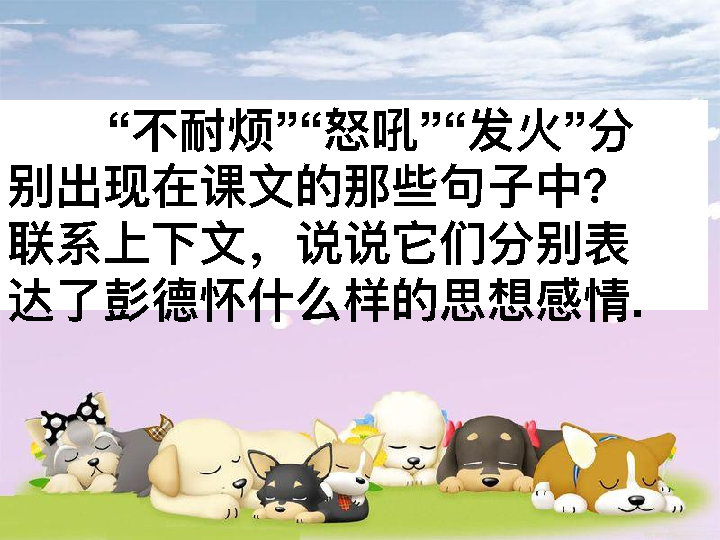 “不耐烦”“怒吼”“发火”分
别出现在课文的那些句子中?
联系上下文，说说它们分别表
达了彭德怀什么样的思想感情.